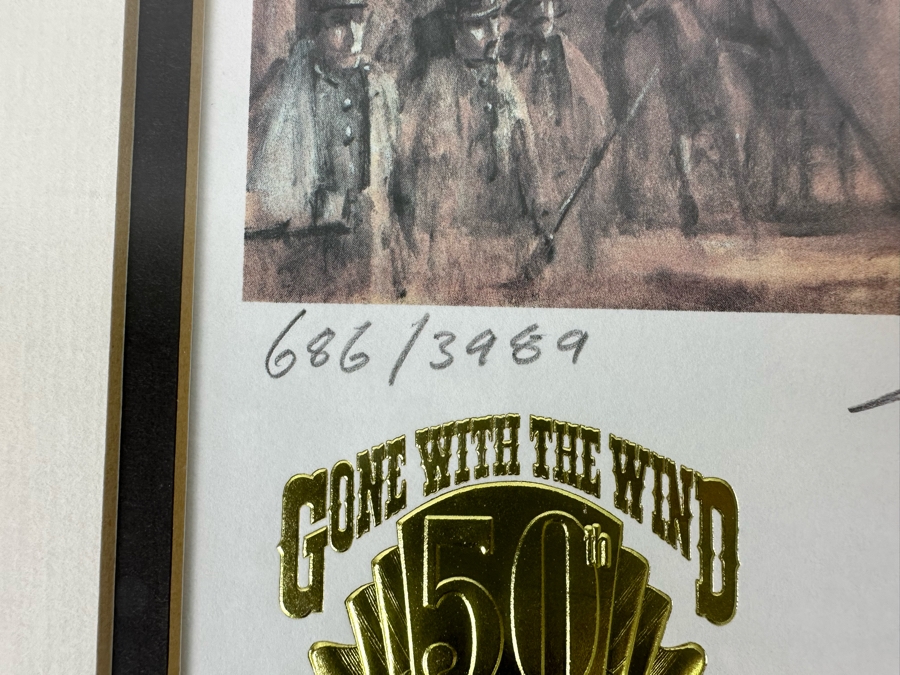 686/3989
GONE WITH THE WIND
50th